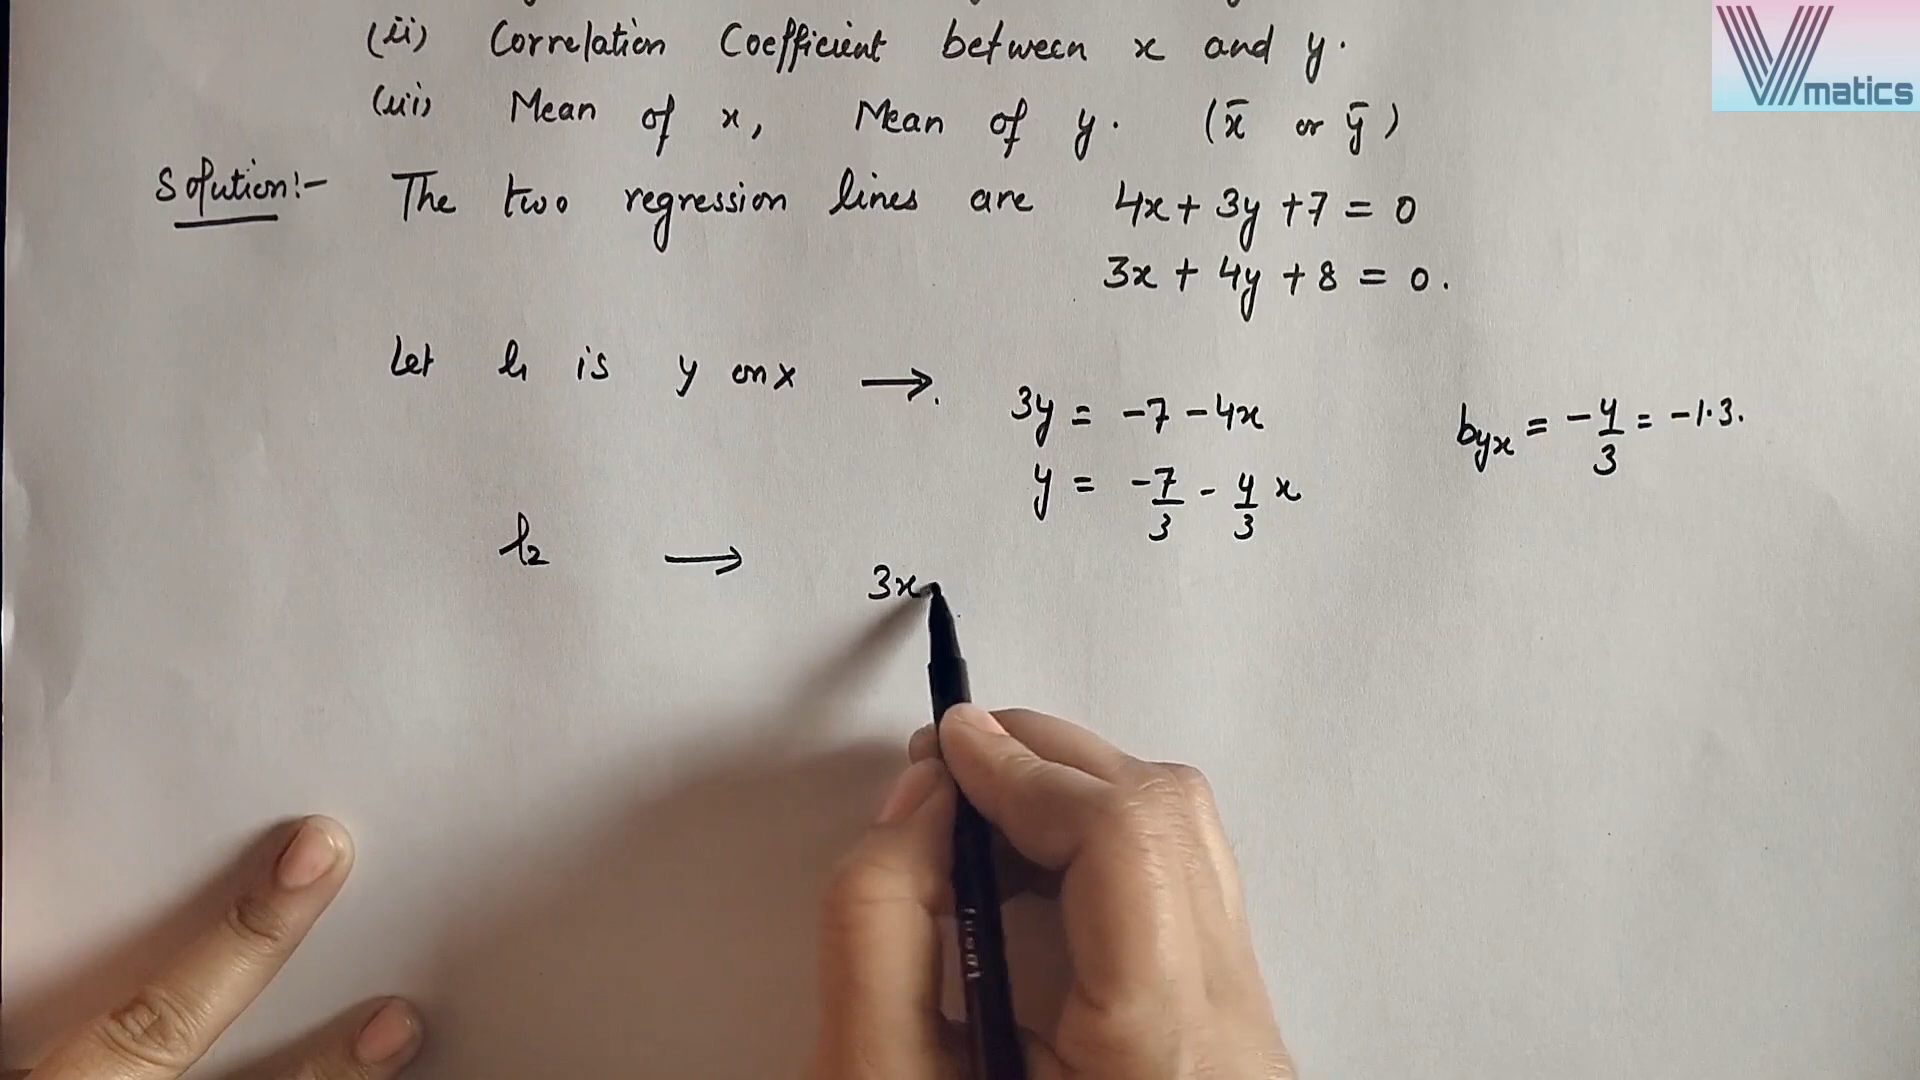 (ii) Correlation Coefficient between x and y.
(iii) Mean of x, Mean of y. (x̄ or ȳ)
Solution:- The two regression lines are 4x + 3y + 7 = 0
3x + 4y + 8 = 0.
Let l1 is y on x →
3y = -7 - 4x
byx = -4/3 = -1.3.
y = -7/3 - 4/3 x
l2 → 3x
Vmatics